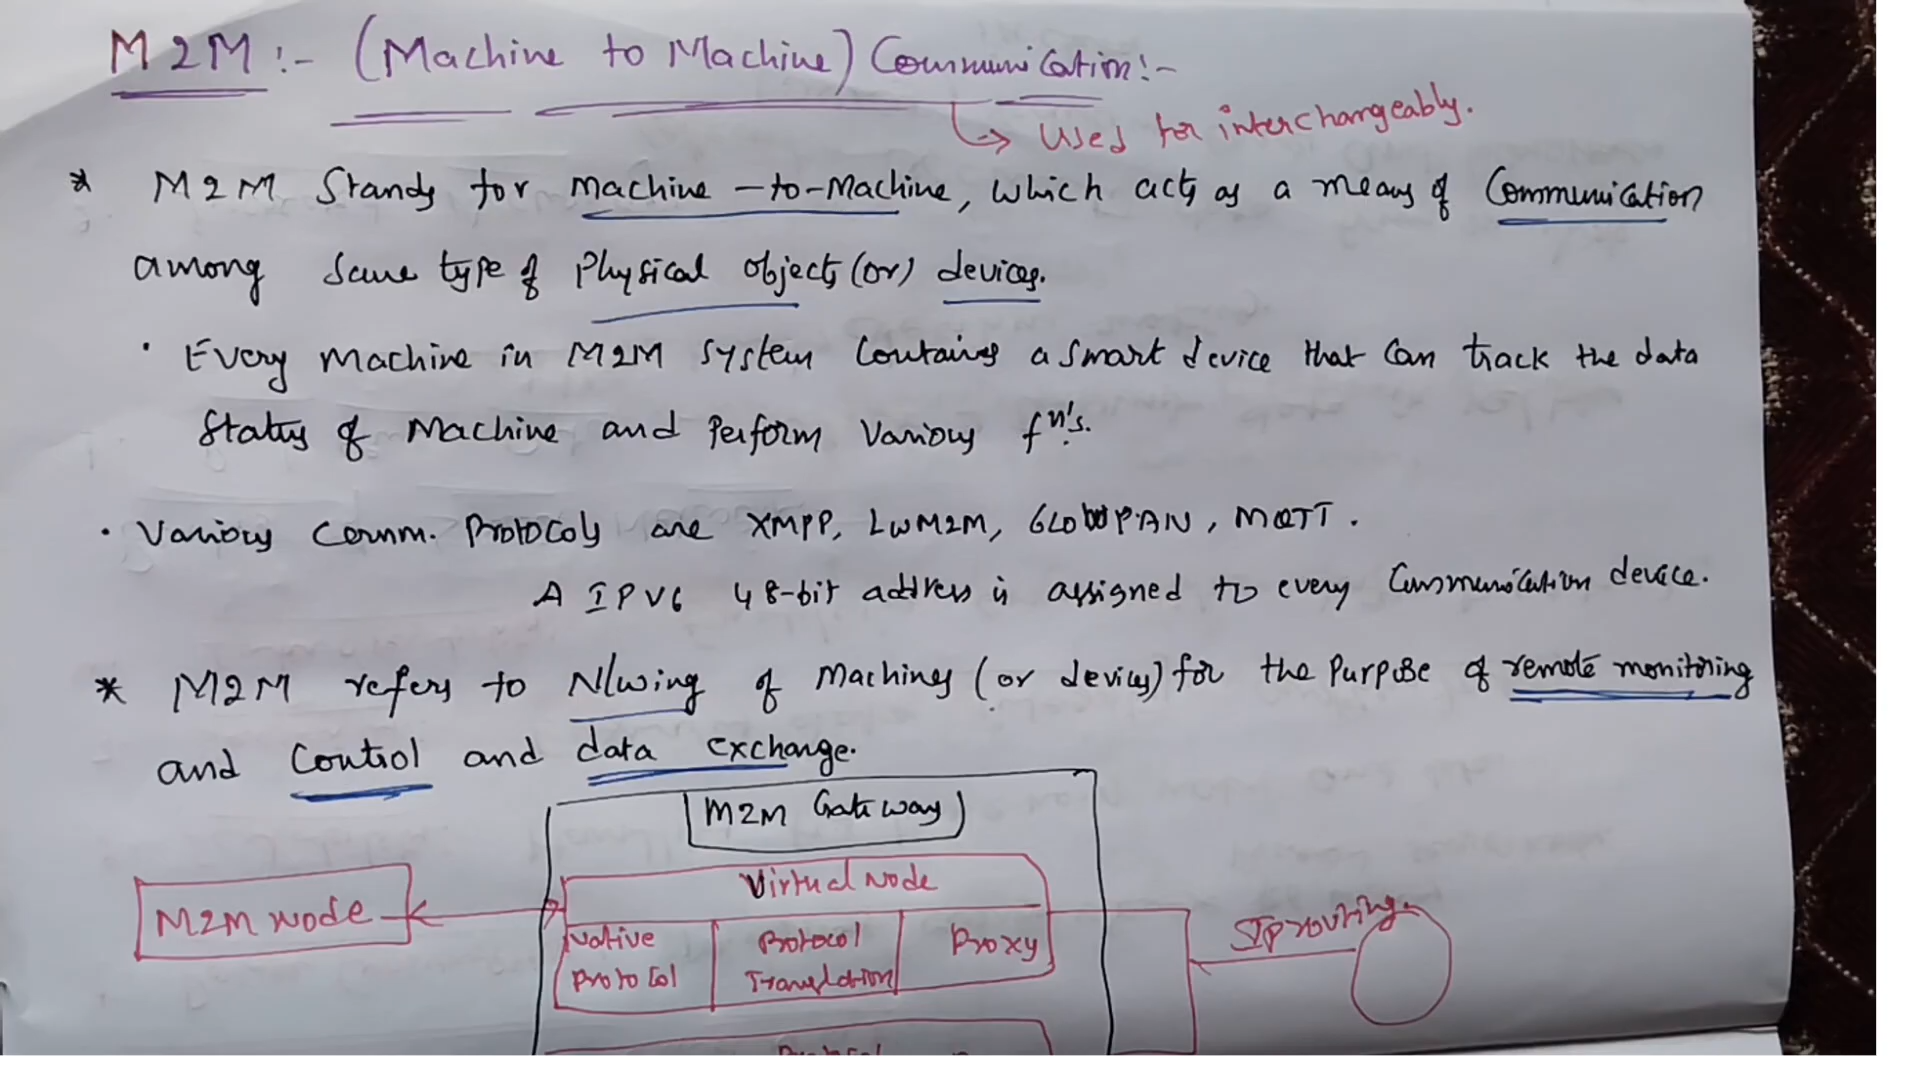 M2M :- (Machine to Machine) Communication:-
↳ Used for interchangeably.
* M2M Stands for Machine-to-Machine, which acts as a means of Communication
among same type of Physical objects (or) devices.
· Every Machine in M2M System Contains a Smart device that Can track the data
Status of Machine and Perform Various fn's.
· Various Comm. Protocols are XMPP, LWM2M, 6LOWPAN, MQTT.
A IPV6 48-bit address is assigned to every Communication device.
* M2M refers to N/wing of Machines (or devices) for the Purpose of remote monitoring
and Control and data exchange.
M2M Gateway
Virtual Node
M2M node
Native Protocol
Protocol Translation
Proxy
IP routing.
Protocol